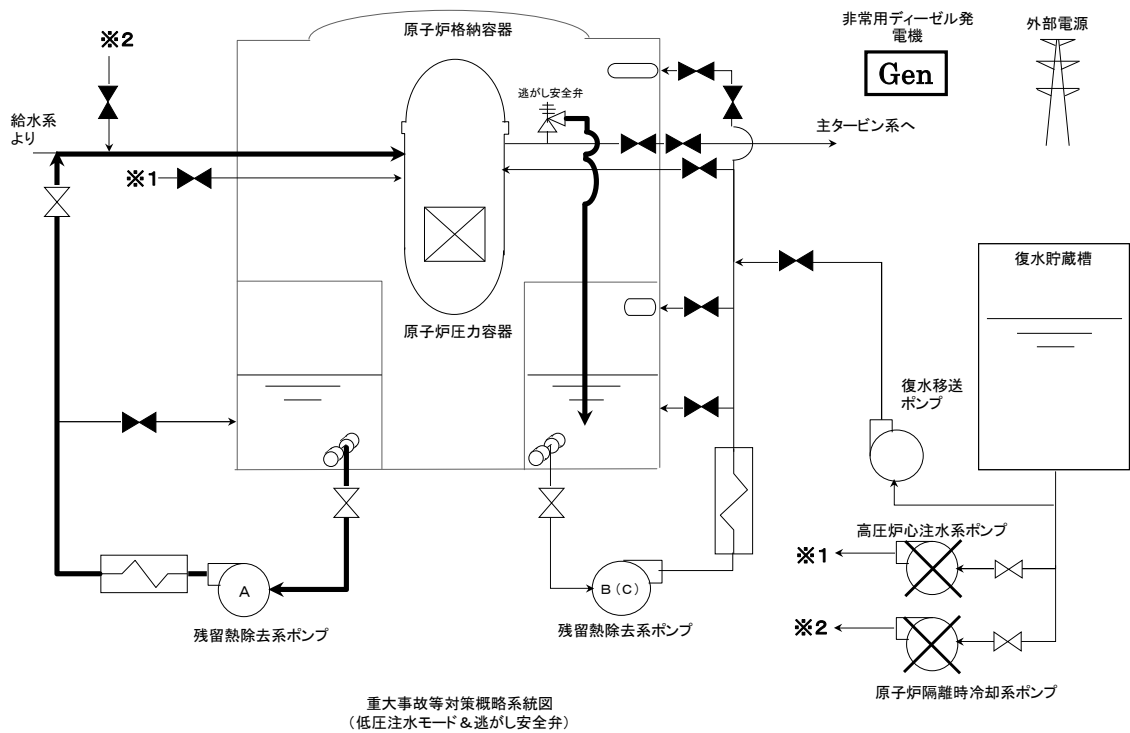 ※2
原子炉格納容器
非常用ディーゼル発
電機
Gen
外部電源
給水系
より
逃がし安全弁
主タービン系へ
※1
復水貯蔵槽
原子炉圧力容器
復水移送
ポンプ
高圧炉心注水系ポンプ
※1
A
B(C)
残留熱除去系ポンプ
残留熱除去系ポンプ
※2
原子炉隔離時冷却系ポンプ
重大事故等対策概略系統図
(低圧注水モード&逃がし安全弁)